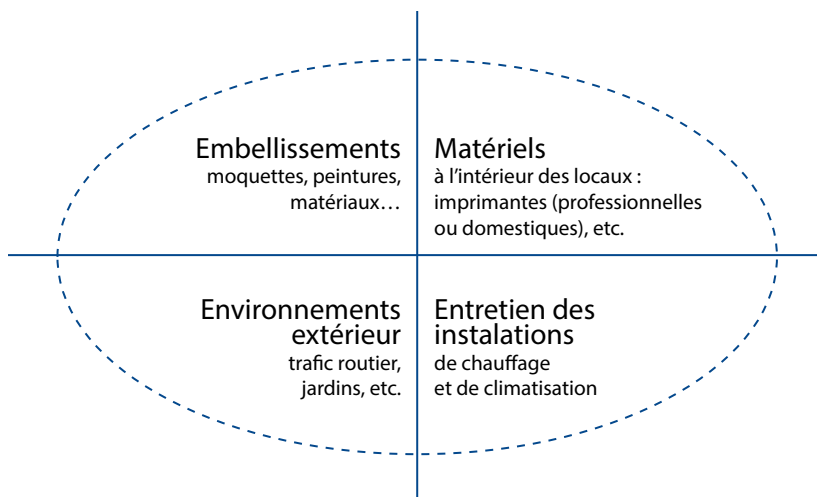 Embellissements
moquettes, peintures,
matériaux…
Matériels
à l’intérieur des locaux :
imprimantes (professionnelles
ou domestiques), etc.
Environnements
extérieur
trafic routier,
jardins, etc.
Entretien des
instalations
de chauffage
et de climatisation